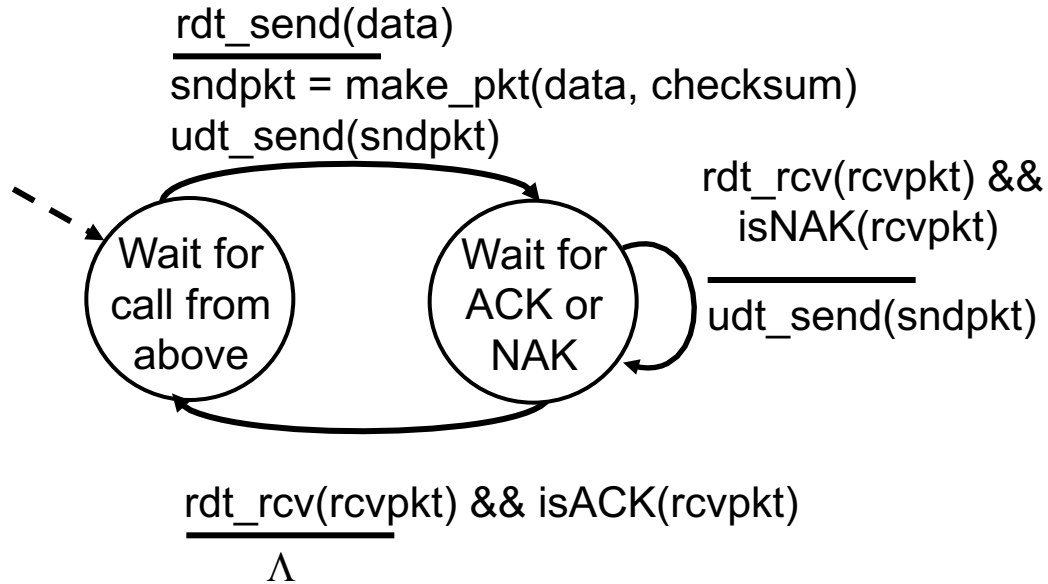 rdt_send(data)
sndpkt = make_pkt(data, checksum)
udt_send(sndpkt)
rdt_rcv(rcvpkt) &&
isNAK(rcvpkt)
udt_send(sndpkt)
Wait for
call from
above
Wait for
ACK or
NAK
rdt_rcv(rcvpkt) && isACK(rcvpkt)
Λ